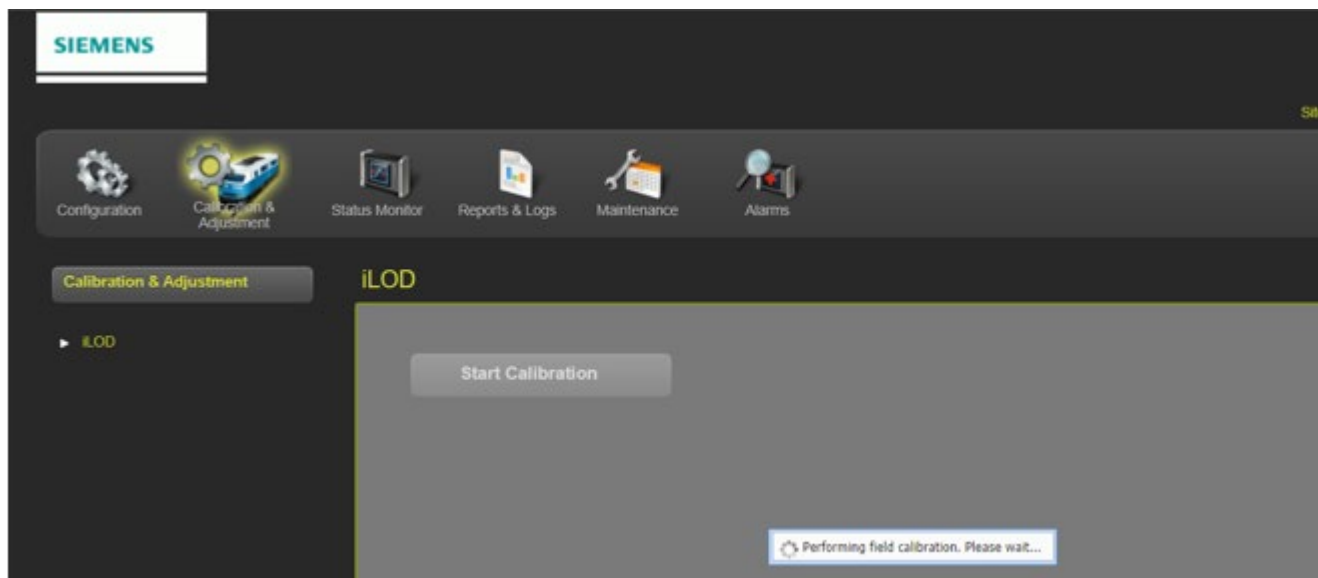 SIEMENS
Sit
Configuration
Calibration &
Adjustment
Status Monitor
Reports & Logs
Maintenance
Alarms
Calibration & Adjustment
iLOD
iLOD
Start Calibration
Performing field calibration. Please wait...